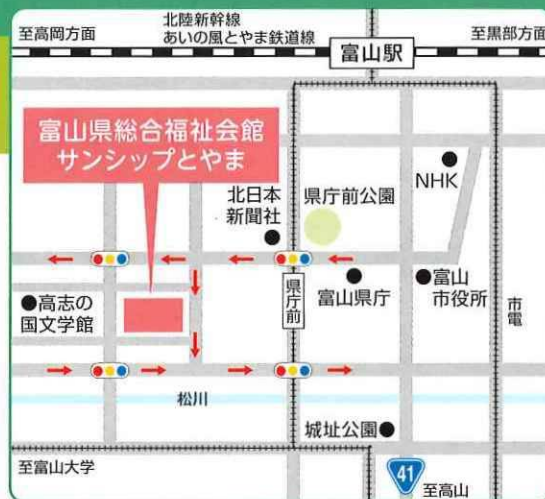 至高岡方面
北陸新幹線
あいの風とやま鉄道線
至黒部方面
富山駅
富山県総合福祉会館
サンシップとやま
北日本
新聞社
県庁前公園
NHK
県庁前
富山県庁
富山
市役所
市電
高志の
国文学館
松川
城址公園
至富山大学
41
至高山